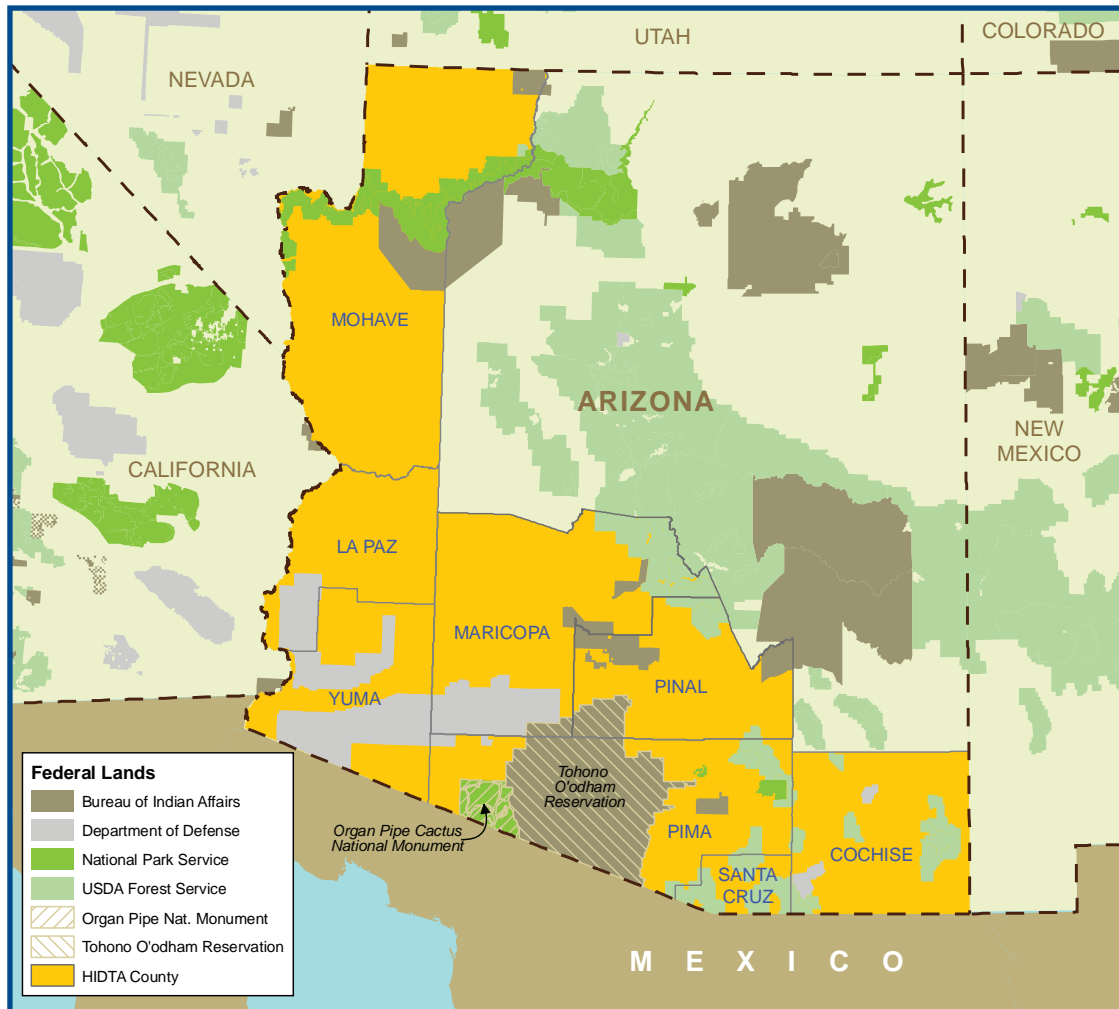 UTAH
COLORADO
NEVADA
MOHAVE
ARIZONA
NEW
MEXICO
CALIFORNIA
LA PAZ
MARICOPA
YUMA
PINAL
Tohono
O'odham
Reservation
Organ Pipe Cactus
National Monument
PIMA
COCHISE
SANTA
CRUZ
MEXICO
Federal Lands
Bureau of Indian Affairs
Department of Defense
National Park Service
USDA Forest Service
Organ Pipe Nat. Monument
Tohono O'odham Reservation
HIDTA County